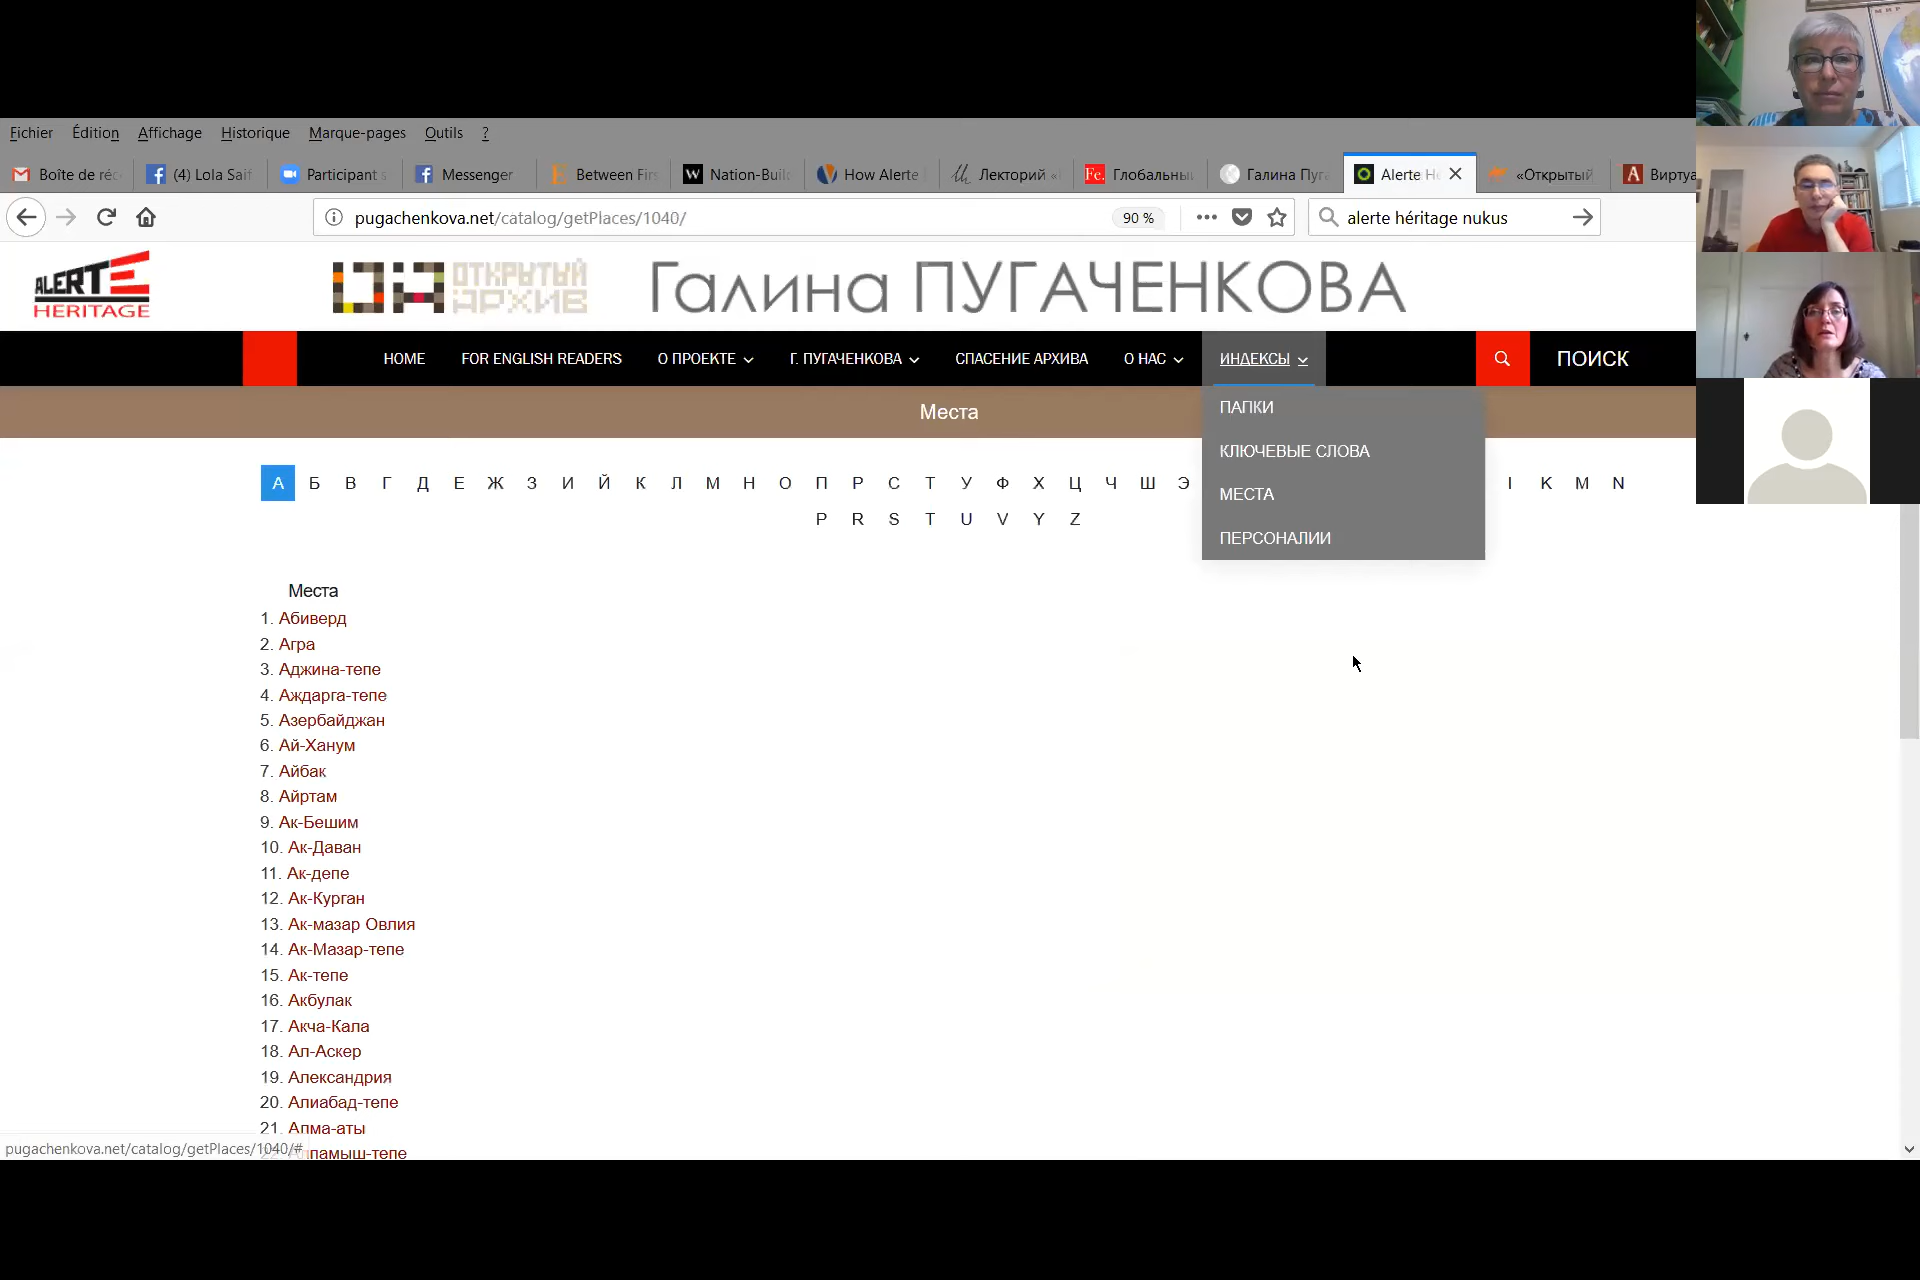 МИР
Fichier Édition Affichage Historique Marque-pages Outils ?
Boîte de réc (4) Lola Saif Participant s Messenger Between Firs Nation-Buil How Alerte Лекторий « Fe. Глобальны Галина Пуга Alerte He «Открытый A Виртуа
pugachenkova.net/catalog/getPlaces/1040/ 90 % alerte héritage nukus
ALERTE HERITAGE
ОТКРЫТЫЙ АРХИВ
Галина ПУГАЧЕНКОВА
HOME FOR ENGLISH READERS О ПРОЕКТЕ Г. ПУГАЧЕНКОВА СПАСЕНИЕ АРХИВА О НАС ИНДЕКСЫ ПОИСК
Места
ПАПКИ
КЛЮЧЕВЫЕ СЛОВА
МЕСТА
ПЕРСОНАЛИИ
А Б В Г Д Е Ж З И Й К Л М Н О П Р С Т У Ф Х Ц Ч Ш Э I K M N
P R S T U V Y Z
Места
1. Абиверд
2. Агра
3. Аджина-тепе
4. Аждарга-тепе
5. Азербайджан
6. Ай-Ханум
7. Айбак
8. Айртам
9. Ак-Бешим
10. Ак-Даван
11. Ак-депе
12. Ак-Курган
13. Ак-мазар Овлия
14. Ак-Мазар-тепе
15. Ак-тепе
16. Акбулак
17. Акча-Кала
18. Ал-Аскер
19. Александрия
20. Алиабад-тепе
21. Алма-аты
pugachenkova.net/catalog/getPlaces/1040/#